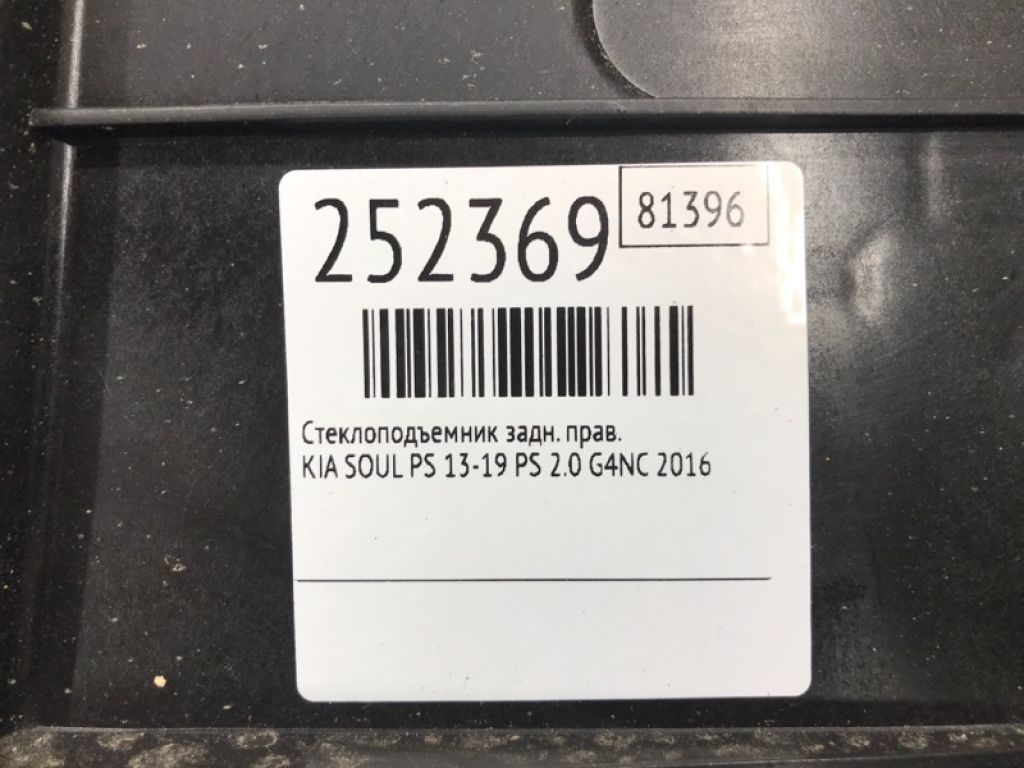 252369
81396
Стеклоподъемник задн. прав.
KIA SOUL PS 13-19 PS 2.0 G4NC 2016